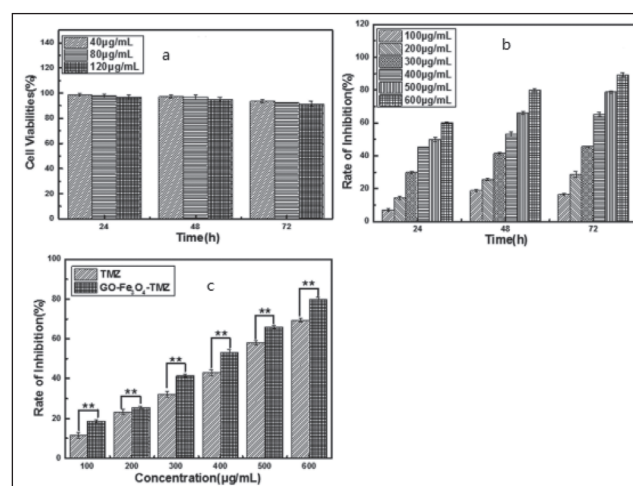 a
40μg/mL
80μg/mL
120μg/mL
140
120
100
80
60
40
20
0
Cell Viabilities(%)
24
48
72
Time(h)
b
100μg/mL
200μg/mL
300μg/mL
400μg/mL
500μg/mL
600μg/mL
120
100
80
60
40
20
0
Rate of Inhibition(%)
24
48
72
Time(h)
c
TMZ
GO-Fe₃O₄-TMZ
100
80
60
40
20
0
Rate of Inhibition(%)
**
**
**
**
**
**
100
200
300
400
500
600
Concentration(μg/mL)